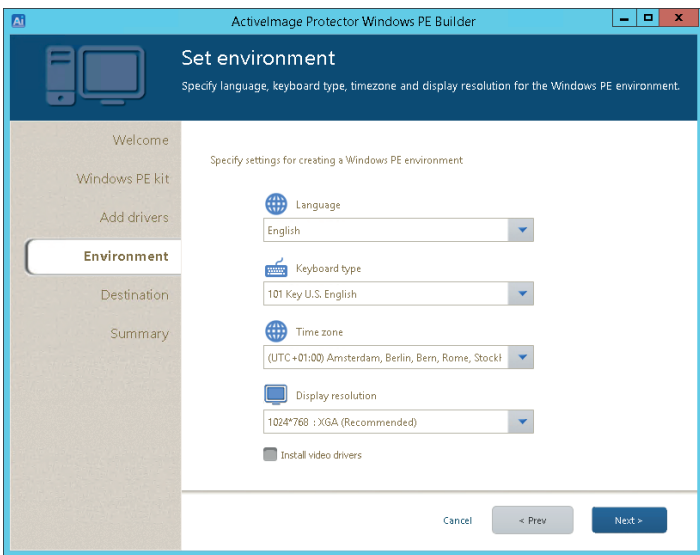 Ai
ActiveImage Protector Windows PE Builder
x
Set environment
Specify language, keyboard type, timezone and display resolution for the Windows PE environment.
Welcome
Windows PE kit
Add drivers
Environment
Destination
Summary
Specify settings for creating a Windows PE environment
Language
English
Keyboard type
101 Key U.S. English
Time zone
(UTC+01:00) Amsterdam, Berlin, Bern, Rome, Stockh
Display resolution
1024*768 : XGA (Recommended)
Install video drivers
Cancel
< Prev
Next >